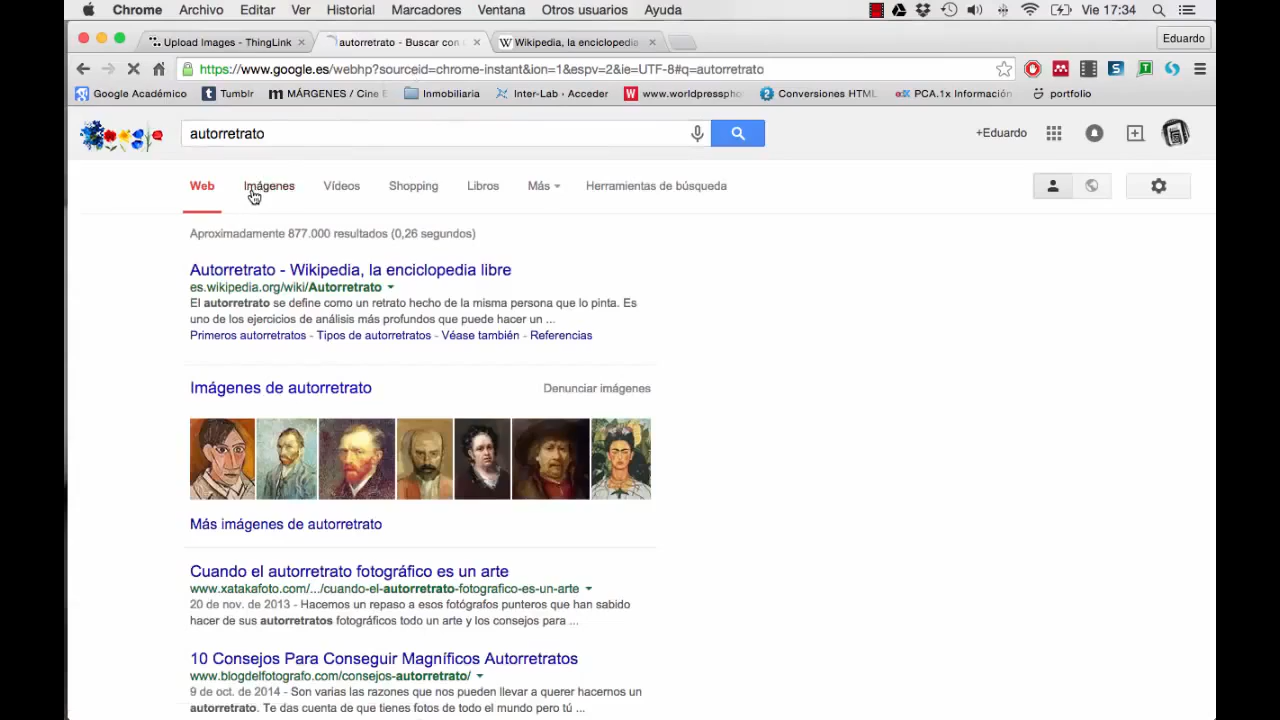 Chrome Archivo Editar Ver Historial Marcadores Ventana Otros usuarios Ayuda Vie 17:34
Upload Images - ThingLink autorretrato - Buscar con Wikipedia, la enciclopedia Eduardo
https://www.google.es/webhp?sourceid=chrome-instant&ion=1&espv=2&ie=UTF-8#q=autorretrato
Google Académico Tumblr MÁRGENES / Cine E Inmobiliaria Inter-Lab · Acceder www.worldpresspho Conversiones HTML PCA.1x Información portfolio
autorretrato +Eduardo
Web Imágenes Vídeos Shopping Libros Más Herramientas de búsqueda
Aproximadamente 877.000 resultados (0,26 segundos)
Autorretrato - Wikipedia, la enciclopedia libre
es.wikipedia.org/wiki/Autorretrato
El autorretrato se define como un retrato hecho de la misma persona que lo pinta. Es
uno de los ejercicios de análisis más profundos que puede hacer un ...
Primeros autorretratos - Tipos de autorretratos - Véase también - Referencias
Imágenes de autorretrato Denunciar imágenes
Más imágenes de autorretrato
Cuando el autorretrato fotográfico es un arte
www.xatakafoto.com/.../cuando-el-autorretrato-fotografico-es-un-arte
20 de nov. de 2013 - Hacemos un repaso a esos fotógrafos punteros que han sabido
hacer de sus autorretratos fotográficos todo un arte y los consejos para ...
10 Consejos Para Conseguir Magníficos Autorretratos
www.blogdelfotografo.com/consejos-autorretrato/
9 de oct. de 2014 - Son varias las razones que nos pueden llevar a querer hacernos un
autorretrato. Te das cuenta de que tienes fotos de todo el mundo pero tú ...